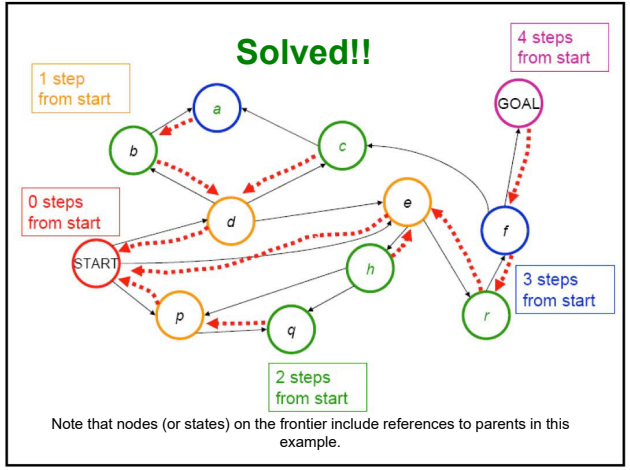 Solved!!
4 steps
from start
1 step
from start
a
GOAL
b
c
0 steps
from start
d
e
f
START
h
3 steps
from start
p
q
r
2 steps
from start
Note that nodes (or states) on the frontier include references to parents in this
example.